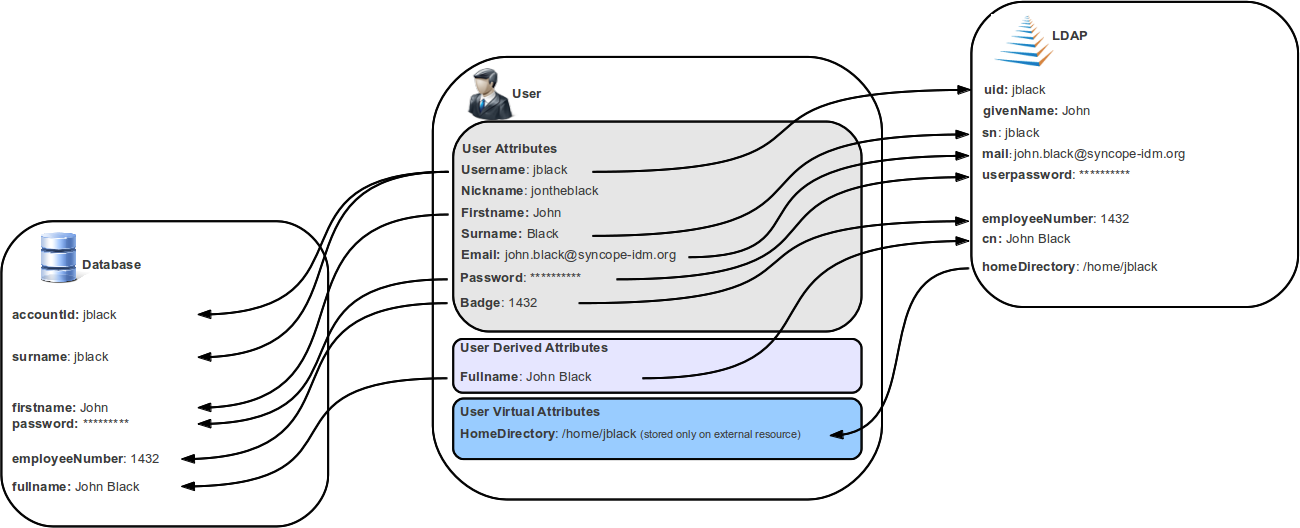 Database
accountId: jblack
surname: jblack
firstname: John
password: *********
employeeNumber: 1432
fullname: John Black
User
User Attributes
Username: jblack
Nickname: jontheblack
Firstname: John
Surname: Black
Email: john.black@syncope-idm.org
Password: **********
Badge: 1432
User Derived Attributes
Fullname: John Black
User Virtual Attributes
HomeDirectory: /home/jblack (stored only on external resource)
LDAP
uid: jblack
givenName: John
sn: jblack
mail:john.black@syncope-idm.org
userpassword: **********
employeeNumber: 1432
cn: John Black
homeDirectory: /home/jblack